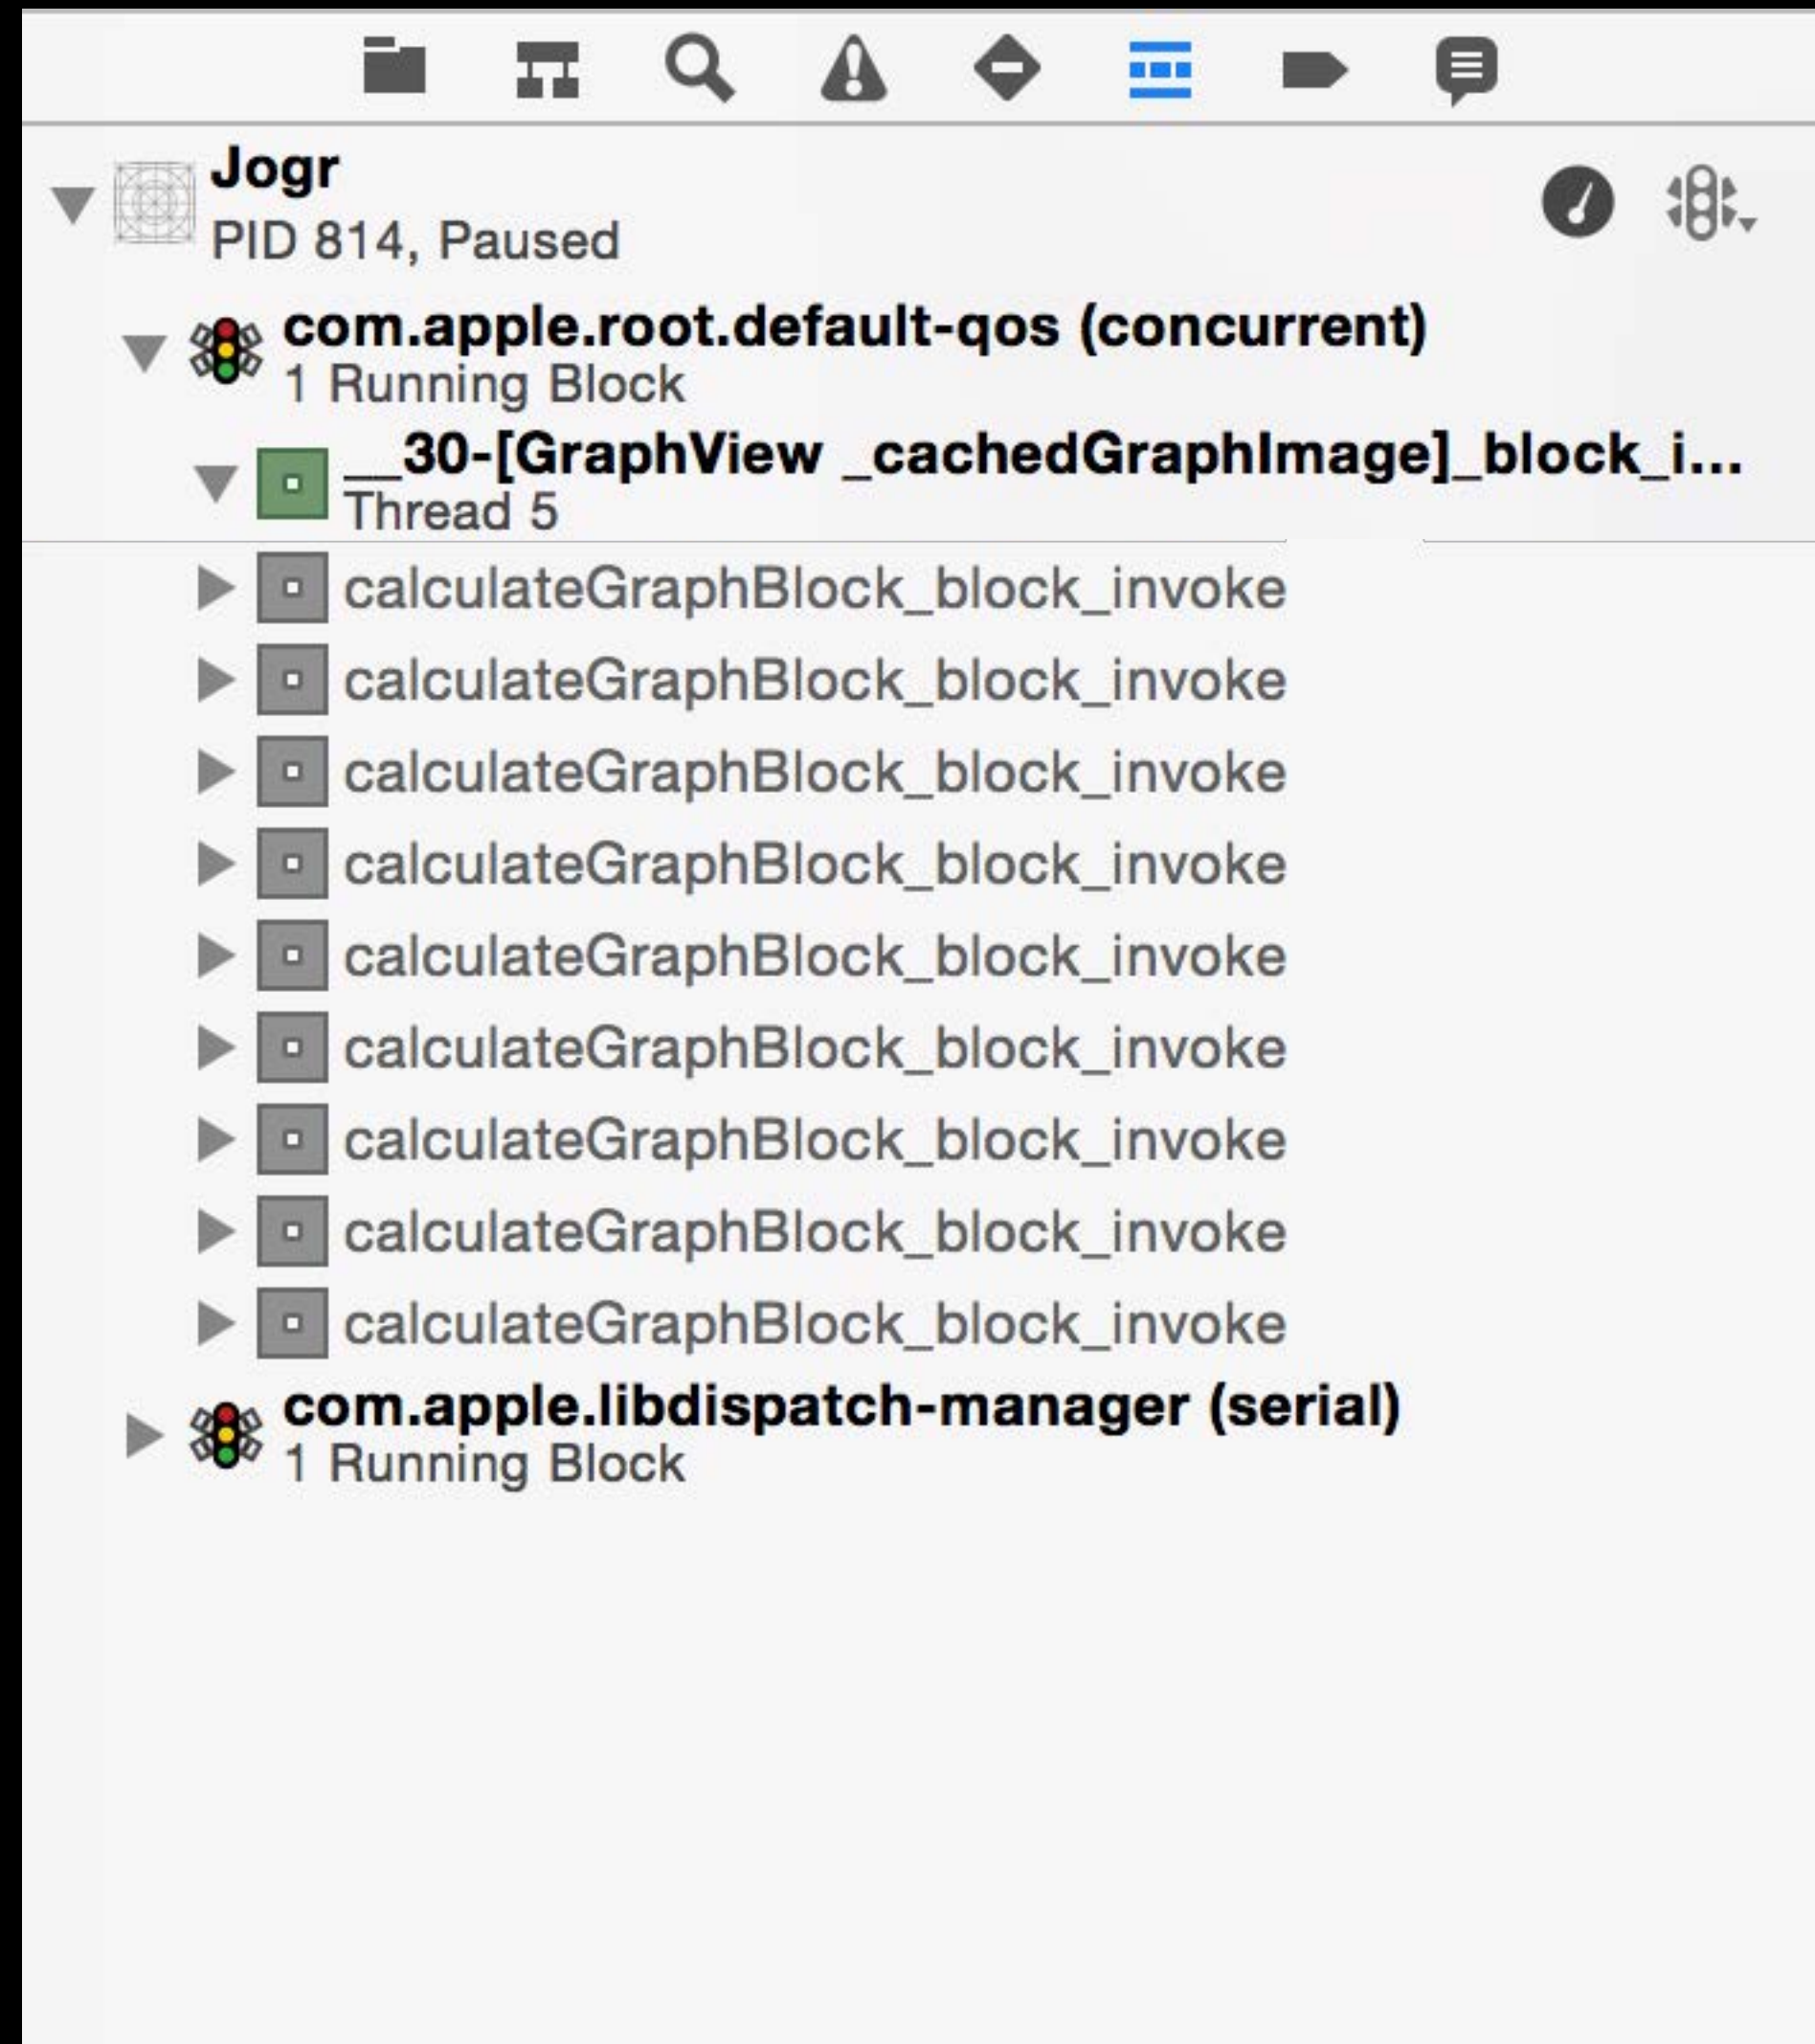 Jogr
PID 814, Paused
com.apple.root.default-qos (concurrent)
1 Running Block
__30-[GraphView _cachedGraphImage]_block_i...
Thread 5
calculateGraphBlock_block_invoke
calculateGraphBlock_block_invoke
calculateGraphBlock_block_invoke
calculateGraphBlock_block_invoke
calculateGraphBlock_block_invoke
calculateGraphBlock_block_invoke
calculateGraphBlock_block_invoke
calculateGraphBlock_block_invoke
calculateGraphBlock_block_invoke
com.apple.libdispatch-manager (serial)
1 Running Block